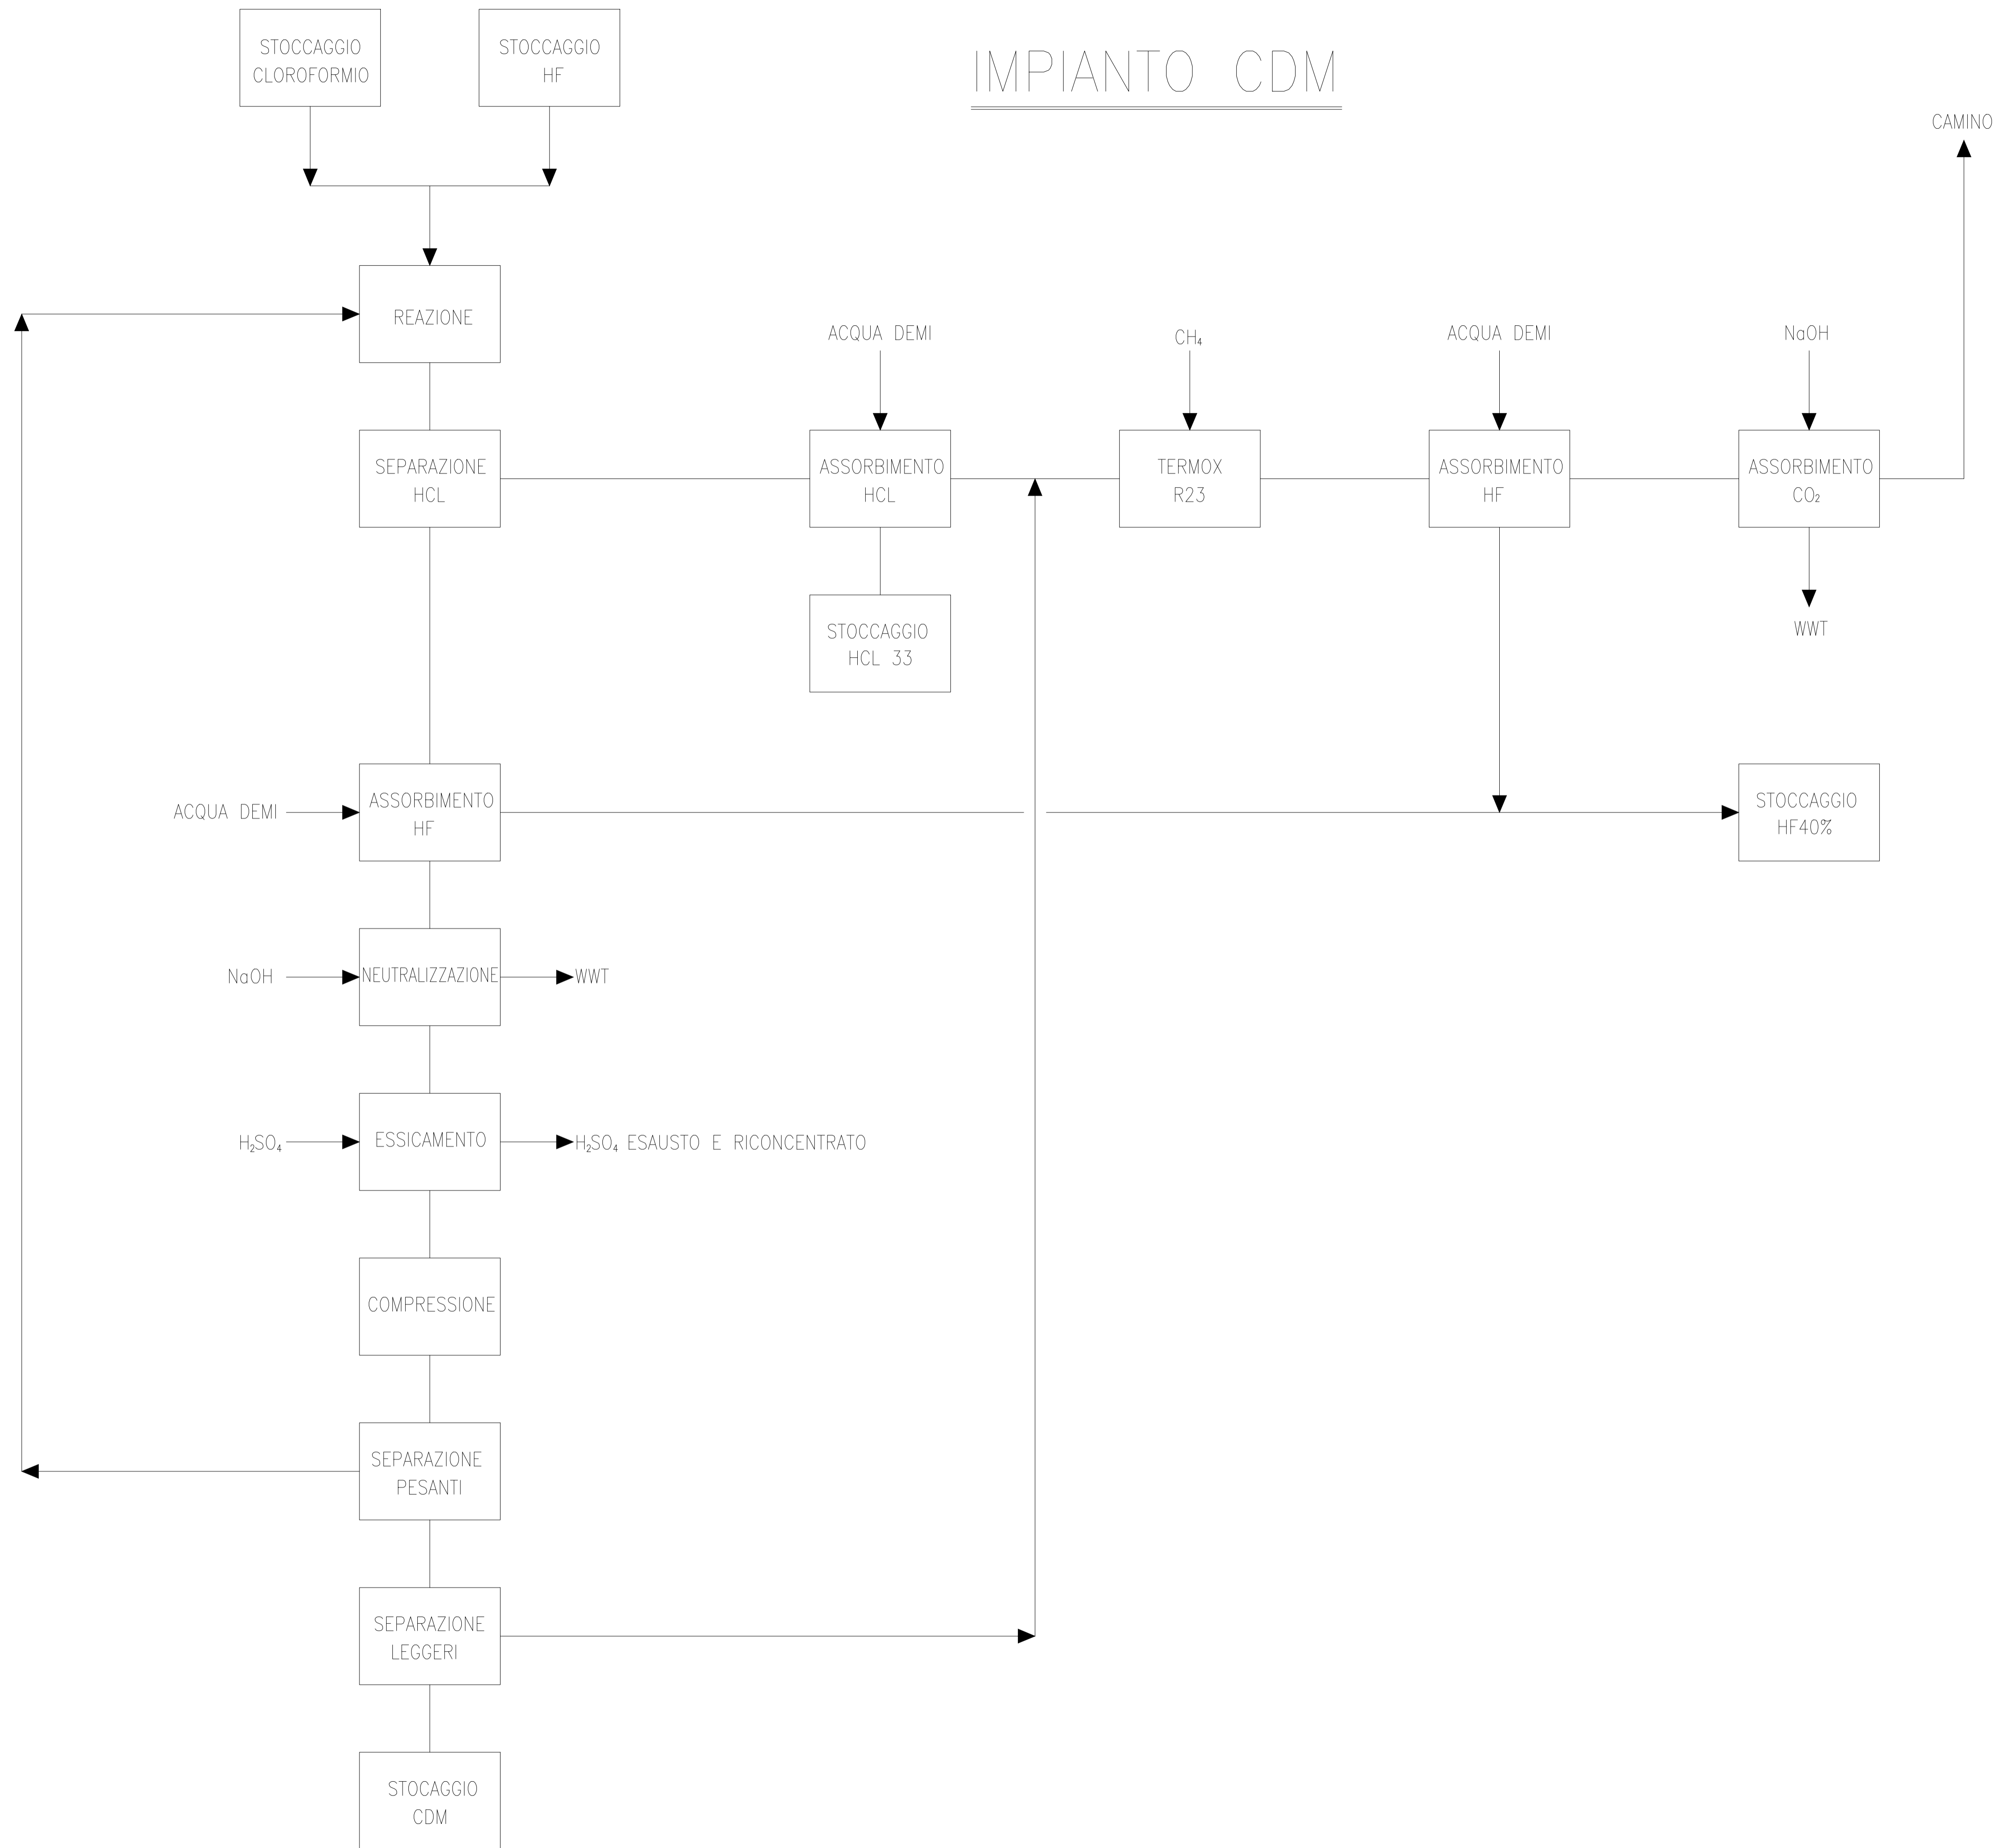 IMPIANTO CDM
STOCCAGGIO
CLOROFORMIO
STOCCAGGIO
HF
CAMINO
REAZIONE
ACQUA DEMI
CH₄
ACQUA DEMI
NaOH
SEPARAZIONE
HCL
ASSORBIMENTO
HCL
TERMOX
R23
ASSORBIMENTO
HF
ASSORBIMENTO
CO₂
STOCCAGGIO
HCL 33
WWT
ACQUA DEMI
ASSORBIMENTO
HF
STOCCAGGIO
HF40%
NaOH
NEUTRALIZZAZIONE
WWT
H₂SO₄
ESSICAMENTO
H₂SO₄ ESAUSTO E RICONCENTRATO
COMPRESSIONE
SEPARAZIONE
PESANTI
SEPARAZIONE
LEGGERI
STOCAGGIO
CDM